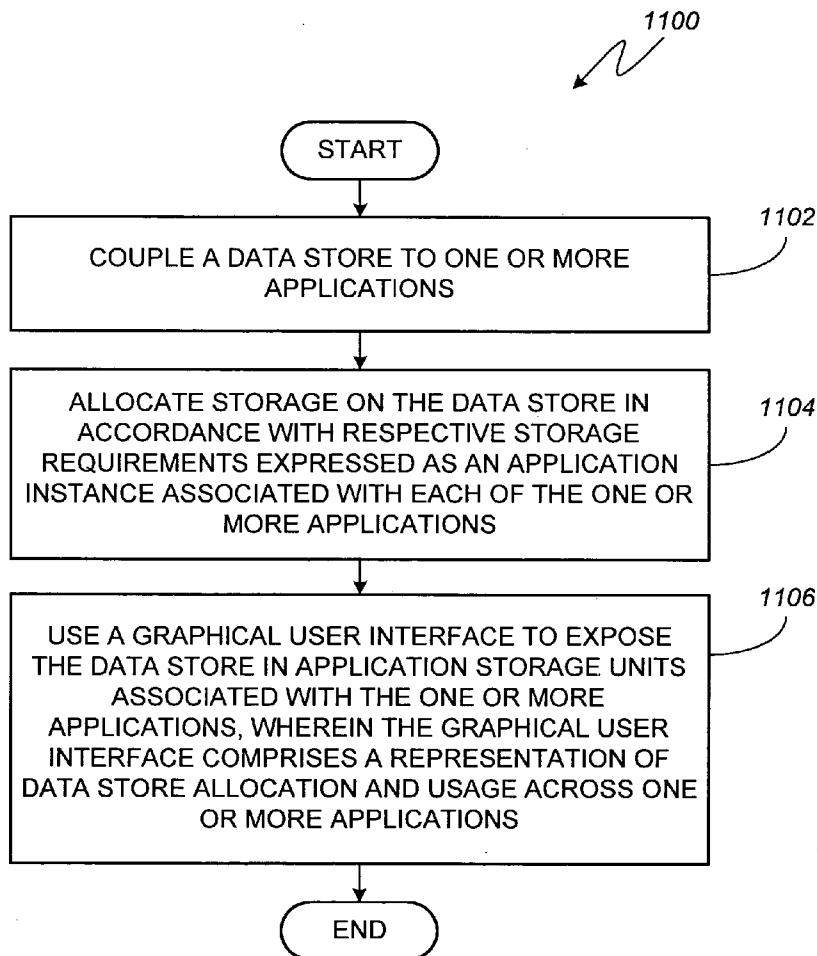 1100
START
1102
COUPLE A DATA STORE TO ONE OR MORE
APPLICATIONS
1104
ALLOCATE STORAGE ON THE DATA STORE IN
ACCORDANCE WITH RESPECTIVE STORAGE
REQUIREMENTS EXPRESSED AS AN APPLICATION
INSTANCE ASSOCIATED WITH EACH OF THE ONE OR
MORE APPLICATIONS
1106
USE A GRAPHICAL USER INTERFACE TO EXPOSE
THE DATA STORE IN APPLICATION STORAGE UNITS
ASSOCIATED WITH THE ONE OR MORE
APPLICATIONS, WHEREIN THE GRAPHICAL USER
INTERFACE COMPRISES A REPRESENTATION OF
DATA STORE ALLOCATION AND USAGE ACROSS ONE
OR MORE APPLICATIONS
END